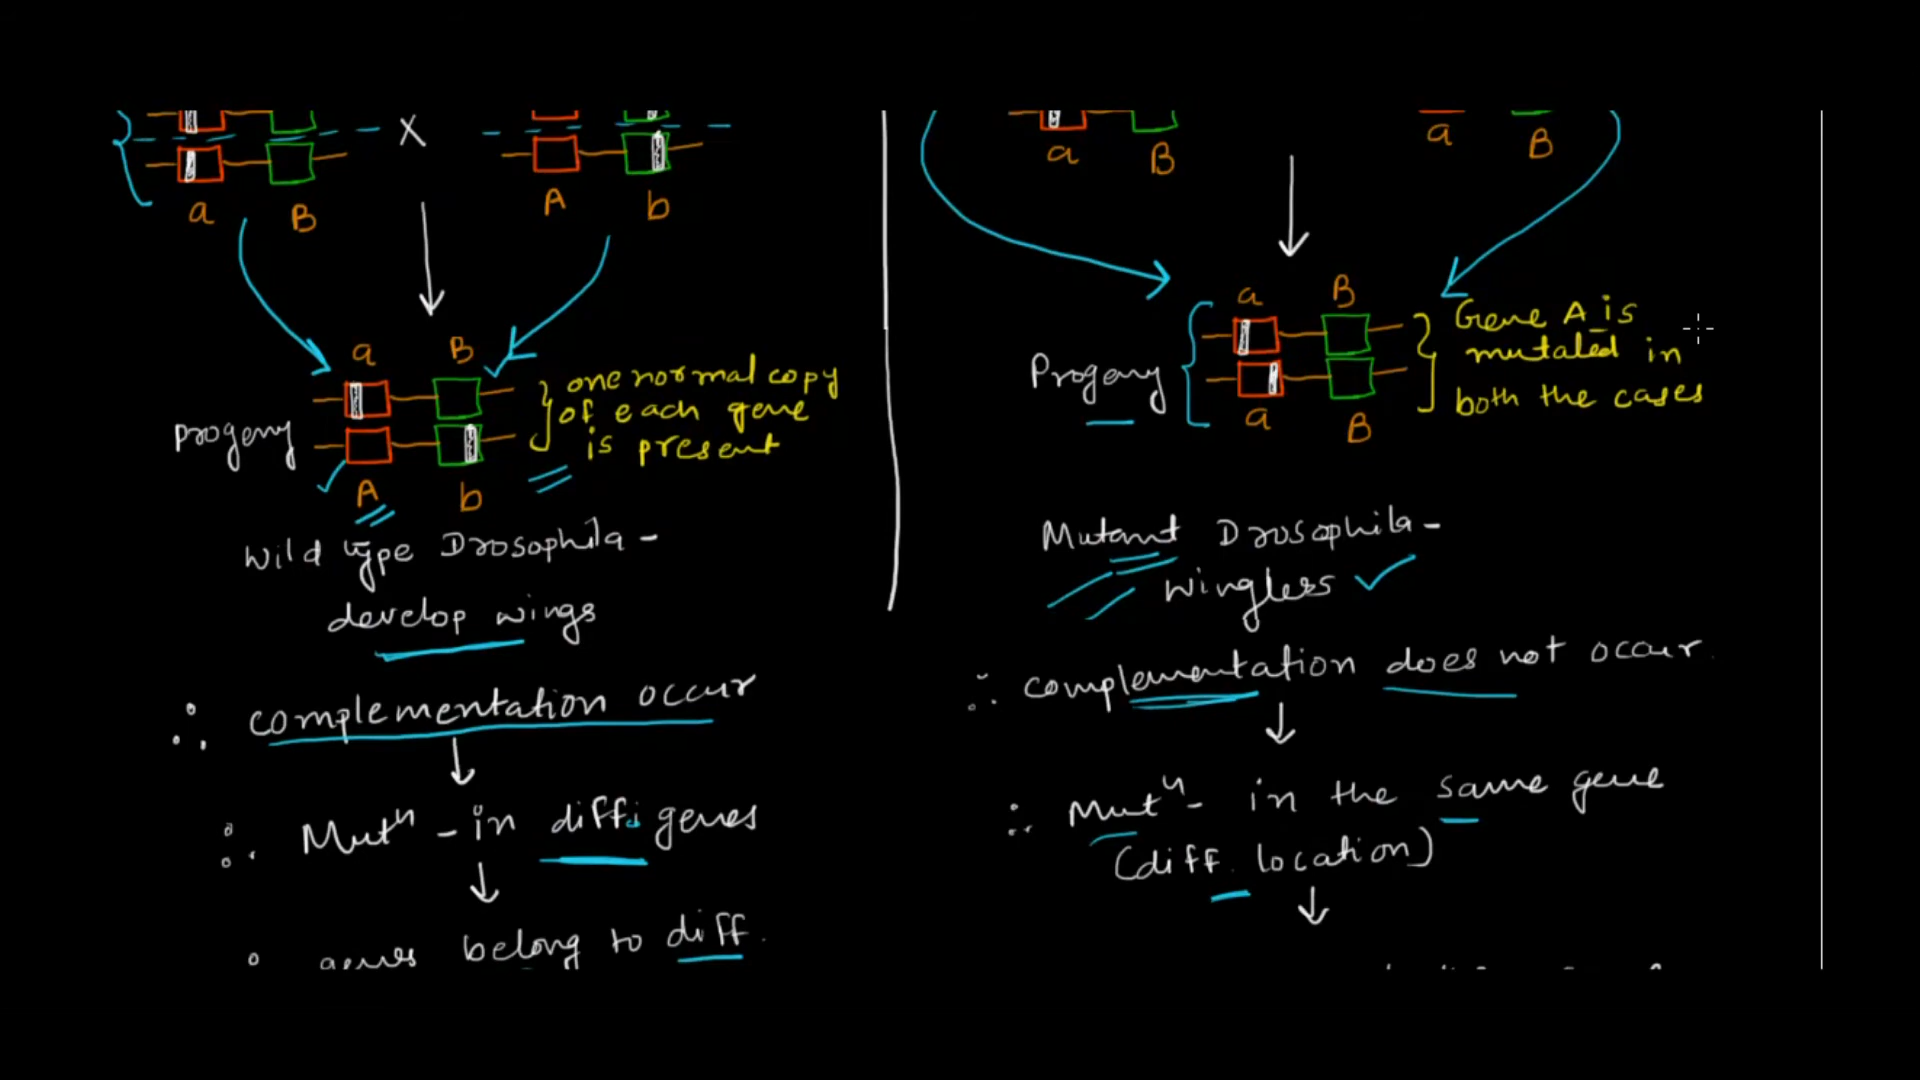 X
a B
A b
a B
progeny
one normal copy
of each gene
is present
A b
Wild type Drosophila -
develop wings
∴ complementation occur
↓
∴ Mutⁿ - in diff. genes
↓
genes belong to diff.
a B
a B
a B
Progeny
Gene A is
mutated in
both the cases
a B
Mutant Drosophila -
wingless ✓
∴ complementation does not occur.
↓
∴ Mutⁿ - in the same gene
(diff. location)
↓